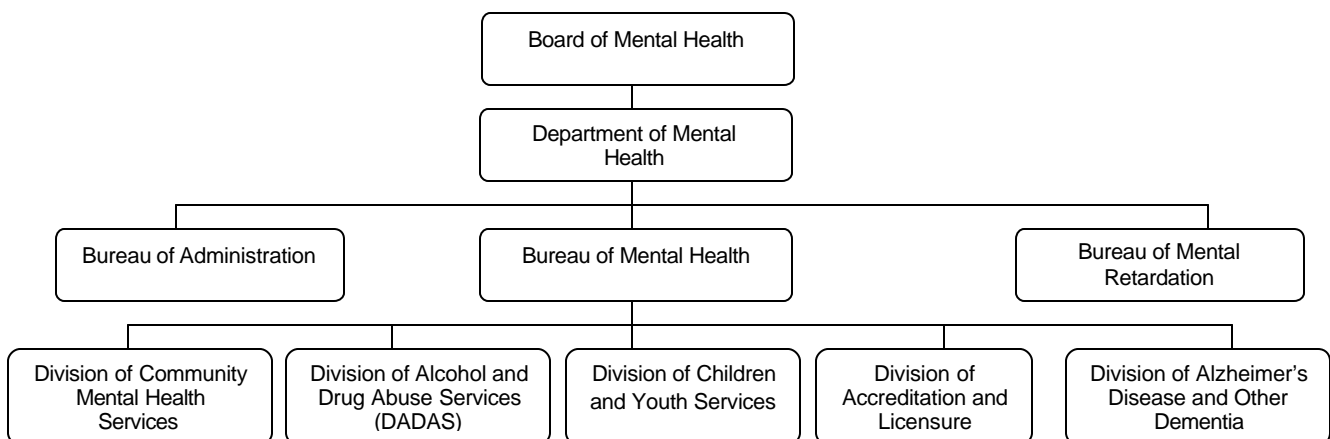 Board of Mental Health
Department of Mental
Health
Bureau of Administration
Bureau of Mental Health
Bureau of Mental
Retardation
Division of Community
Mental Health
Services
Division of Alcohol and
Drug Abuse Services
(DADAS)
Division of Children
and Youth Services
Division of
Accreditation and
Licensure
Division of Alzheimer's
Disease and Other
Dementia